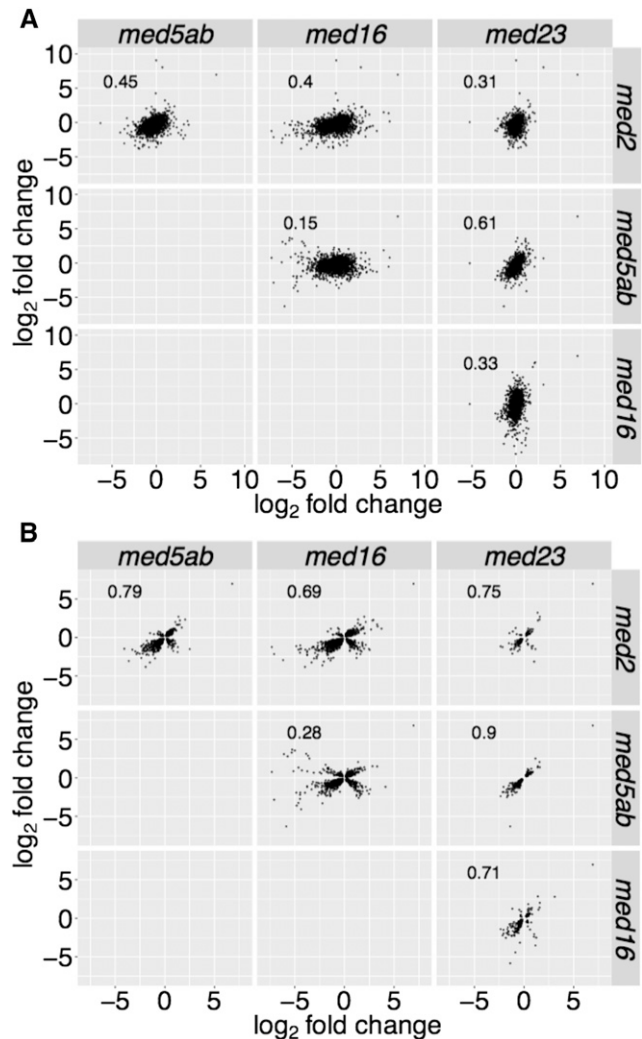 A
med5ab med16 med23
10
5
0
−5
0.45 0.4 0.31
med2
10
5
0
−5
0.15 0.61
med5ab
10
5
0
−5
0.33
med16
log2 fold change
−5 0 5 10 −5 0 5 10 −5 0 5 10
log2 fold change
B
med5ab med16 med23
5
0
−5
0.79 0.69 0.75
med2
5
0
−5
0.28 0.9
med5ab
5
0
−5
0.71
med16
log2 fold change
−5 0 5 −5 0 5 −5 0 5
log2 fold change